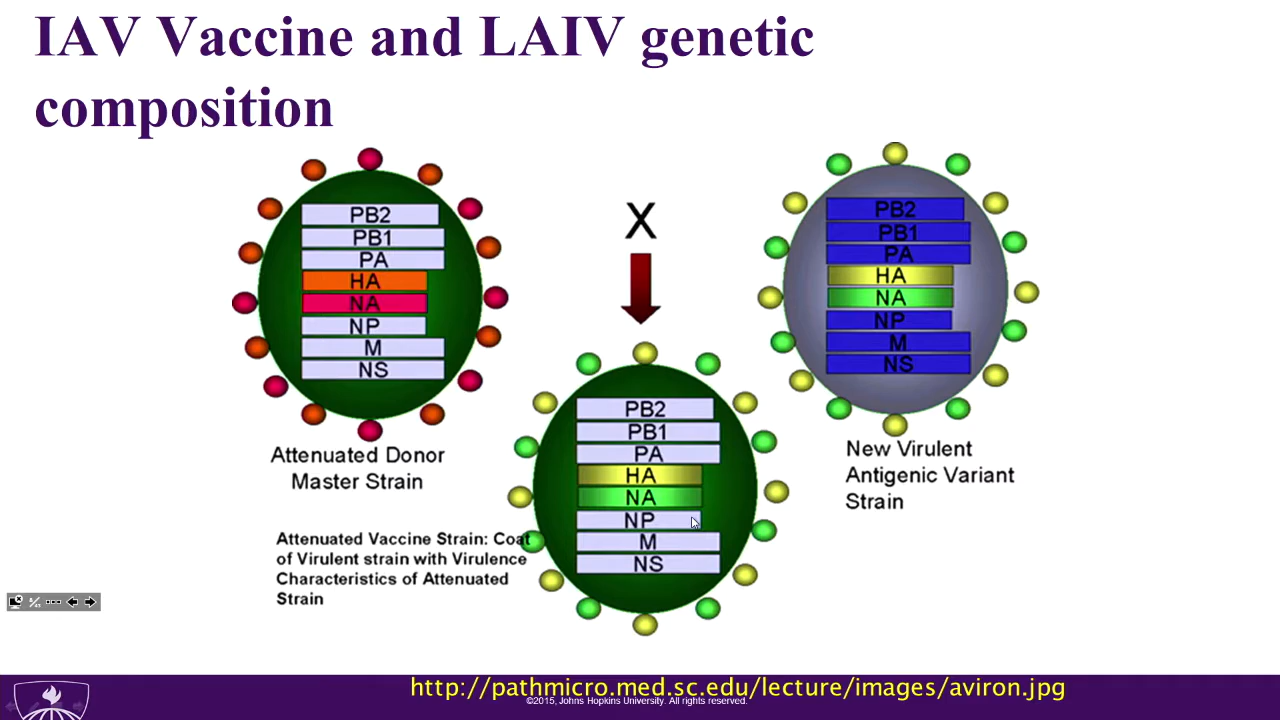 IAV Vaccine and LAIV genetic
composition
PB2
PB1
PA
HA
NA
NP
M
NS
Attenuated Donor
Master Strain
X
PB2
PB1
PA
HA
NA
NP
M
NS
New Virulent
Antigenic Variant
Strain
PB2
PB1
PA
HA
NA
NP
M
NS
Attenuated Vaccine Strain: Coat
of Virulent strain with Virulence
Characteristics of Attenuated
Strain
http://pathmicro.med.sc.edu/lecture/images/aviron.jpg
©2015, Johns Hopkins University. All rights reserved.